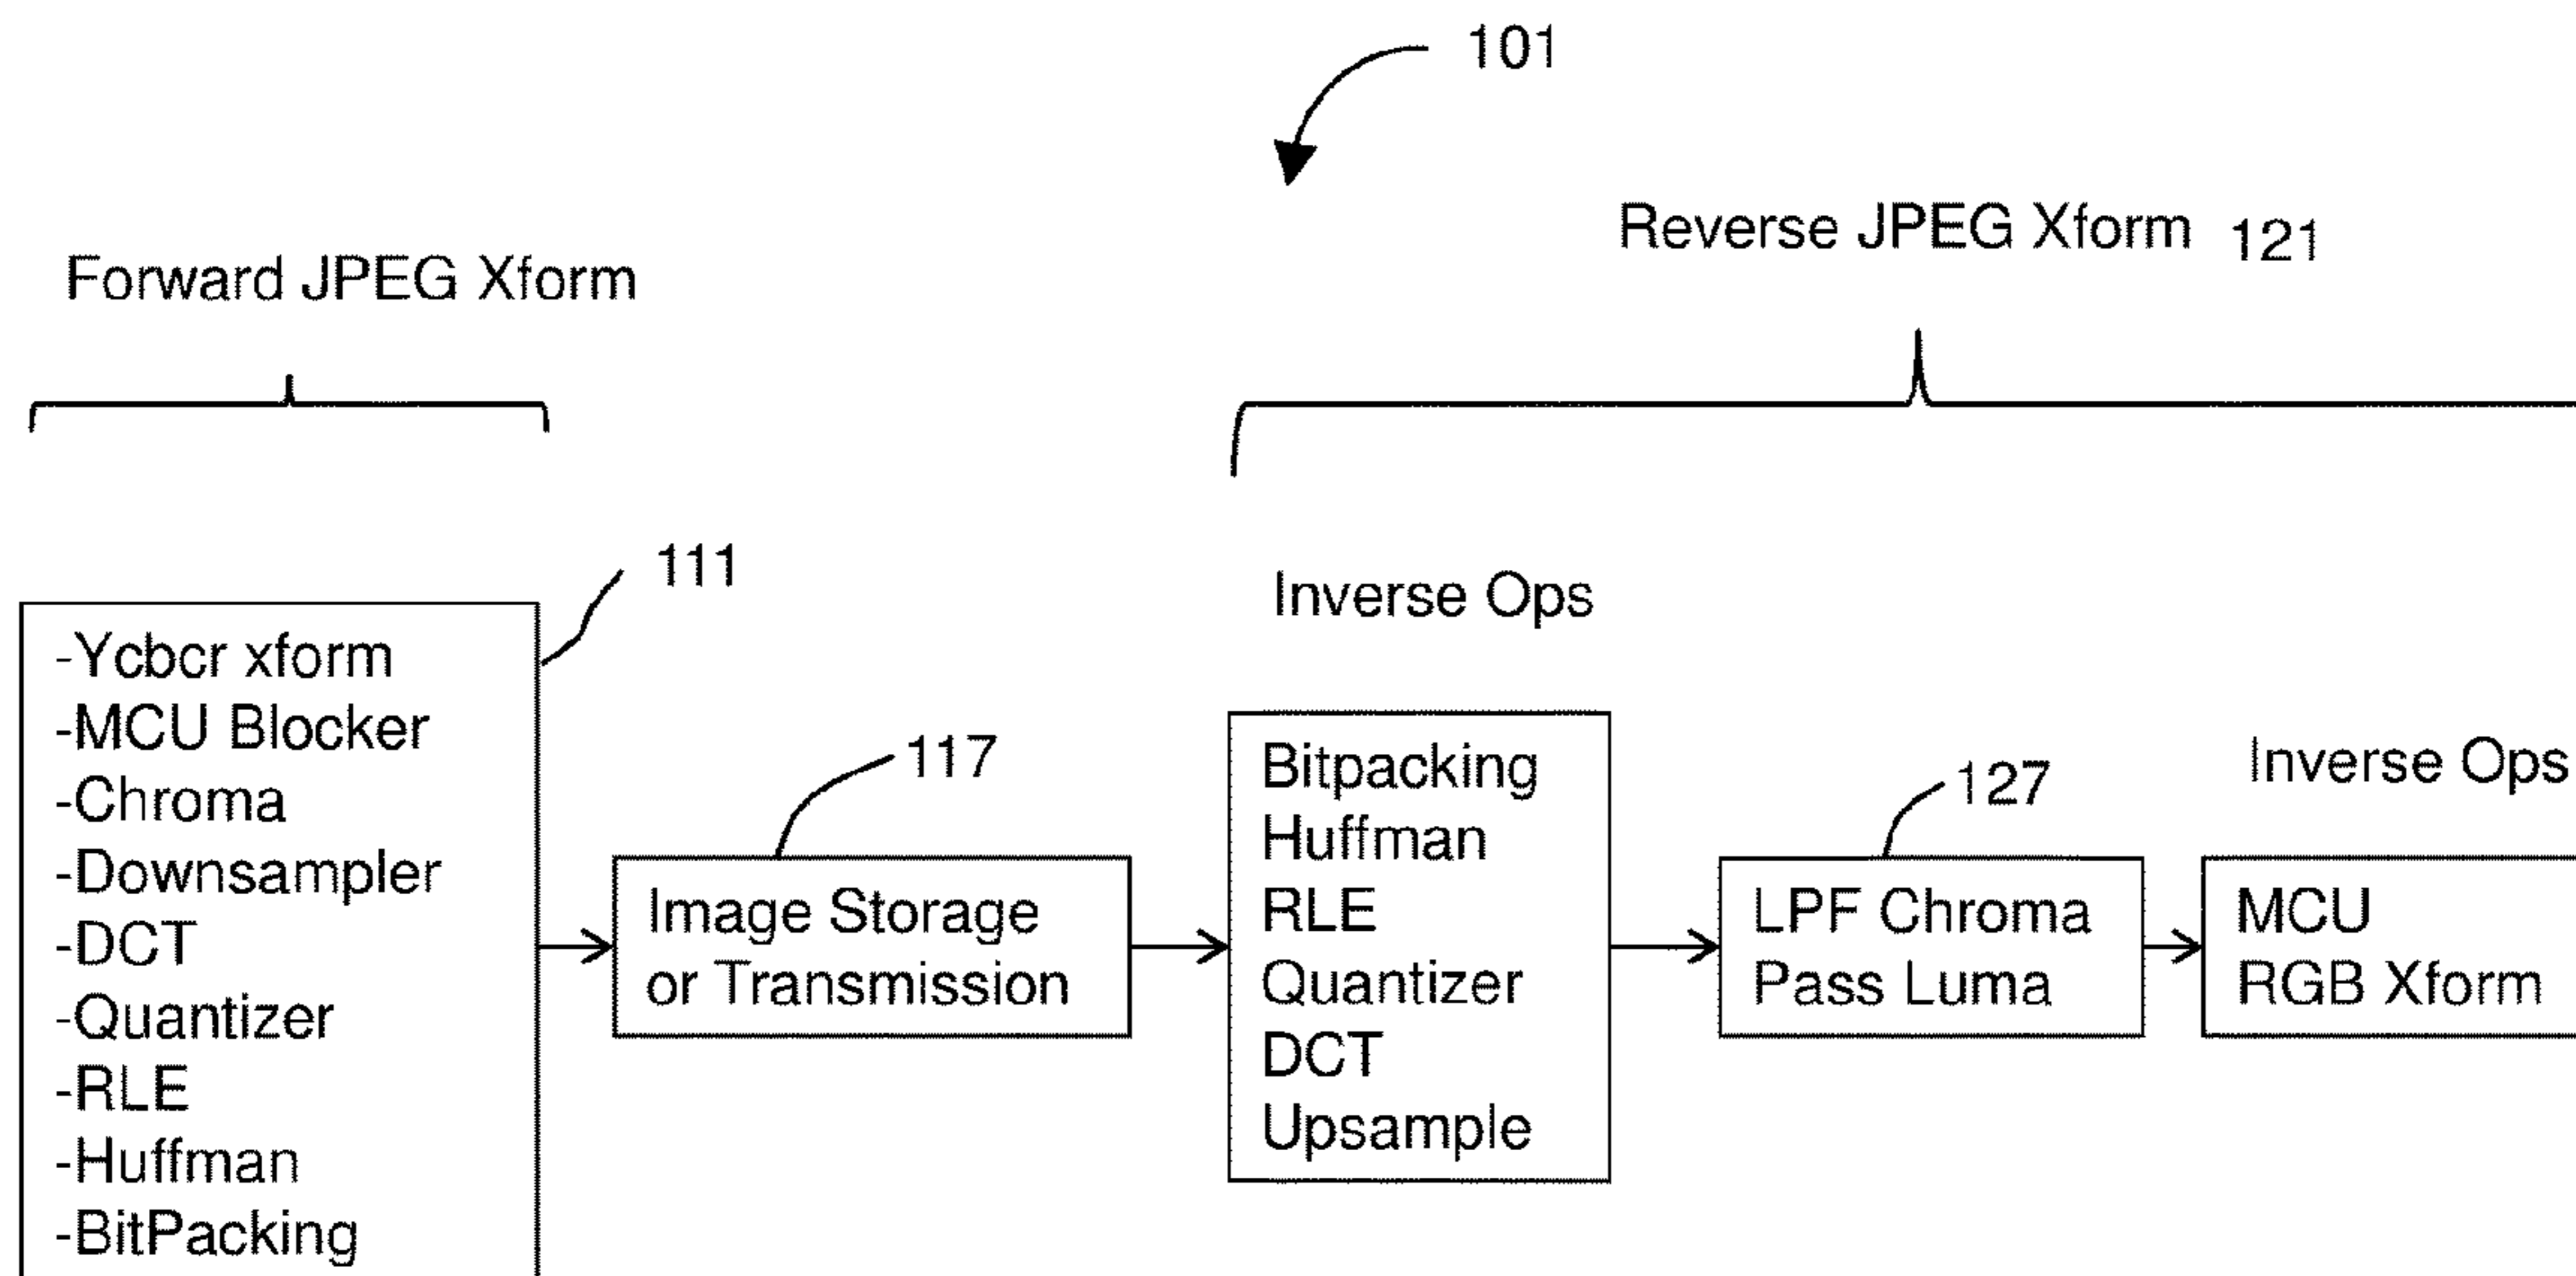 101
Reverse JPEG Xform 121
Forward JPEG Xform
111
Inverse Ops
-Ycbcr xform
-MCU Blocker
-Chroma
-Downsampler
-DCT
-Quantizer
-RLE
-Huffman
-BitPacking
117
Image Storage
or Transmission
Bitpacking
Huffman
RLE
Quantizer
DCT
Upsample
127
LPF Chroma
Pass Luma
Inverse Ops
MCU
RGB Xform